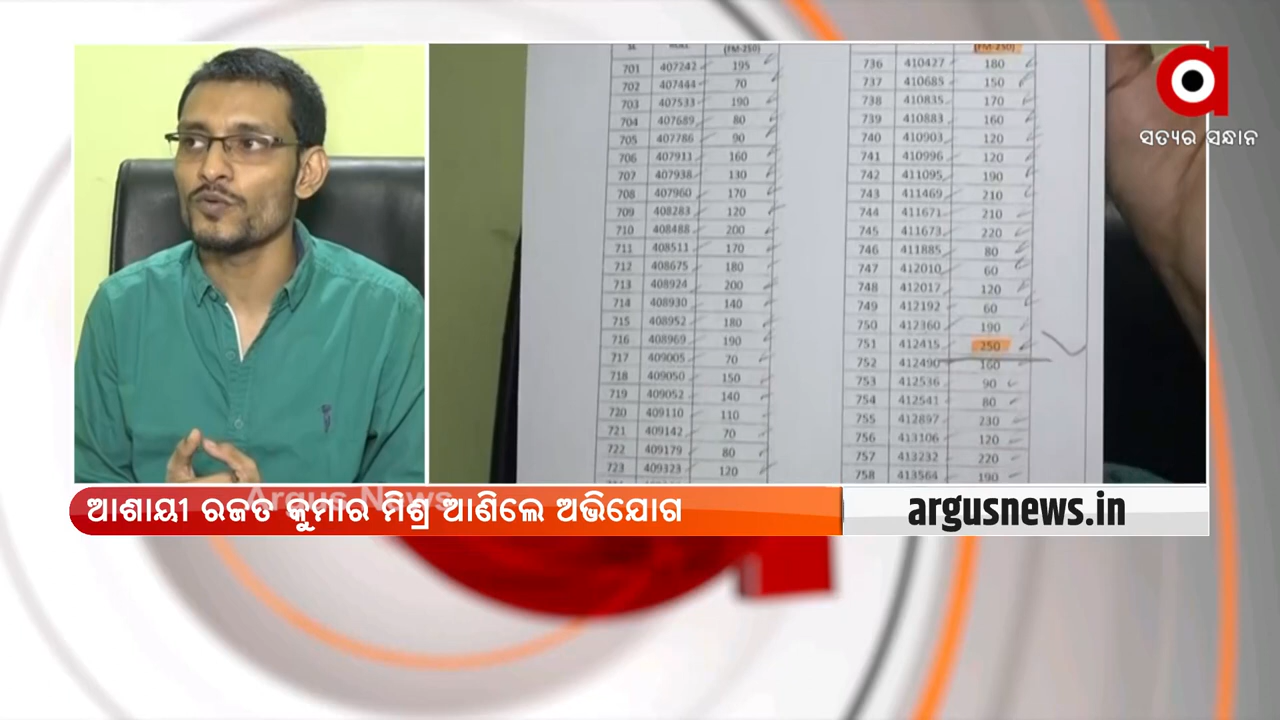 SL ROLL (FM-250)
701 407242 195
702 407444 70
703 407533 190
704 407689 80
705 407786 90
706 407911 160
707 407938 130
708 407960 170
709 408283 120
710 408488 200
711 408511 170
712 408675 180
713 408924 200
714 408930 140
715 408952 180
716 408969 190
717 409005 70
718 409050 150
719 409052 140
720 409110 110
721 409142 70
722 409179 80
723 409323 120
(FM-250)
736 410427 180
737 410685 150
738 410835 170
739 410883 160
740 410903 120
741 410996 120
742 411095 190
743 411469 210
744 411671 210
745 411673 220
746 411885 80
747 412010 60
748 412017 120
749 412192 60
750 412360 190
751 412415 250
752 412490 160
753 412536 90
754 412541 80
755 412897 230
756 413106 120
757 413232 220
758 413564 190
a
ସତ୍ୟର ସନ୍ଧାନ
Argus News
ଆଶାୟୀ ରଜତ କୁମାର ମିଶ୍ର ଆଣିଲେ ଅଭିଯୋଗ
argusnews.in